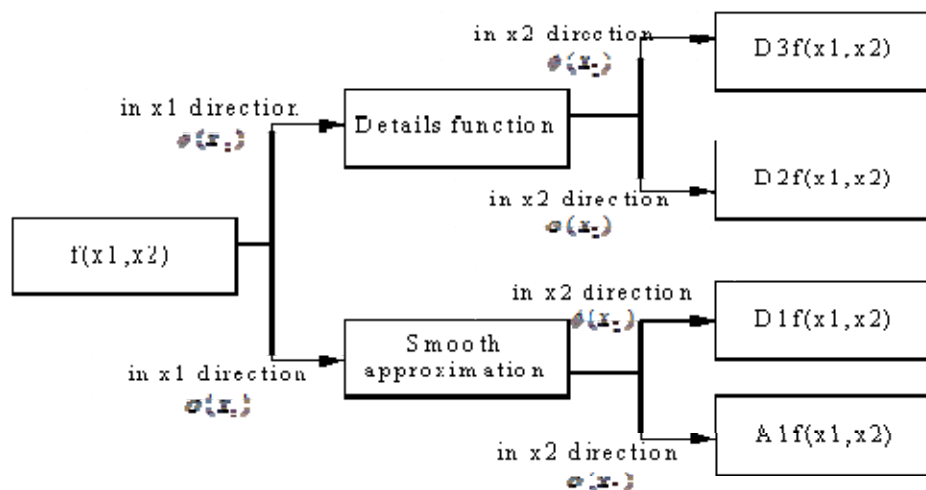 in x2 direction
D3f(x1,x2)
in x1 direction
Details function
D2f(x1,x2)
in x2 direction
f(x1,x2)
in x2 direction
D1f(x1,x2)
Smooth
approximation
in x1 direction
A1f(x1,x2)
in x2 direction